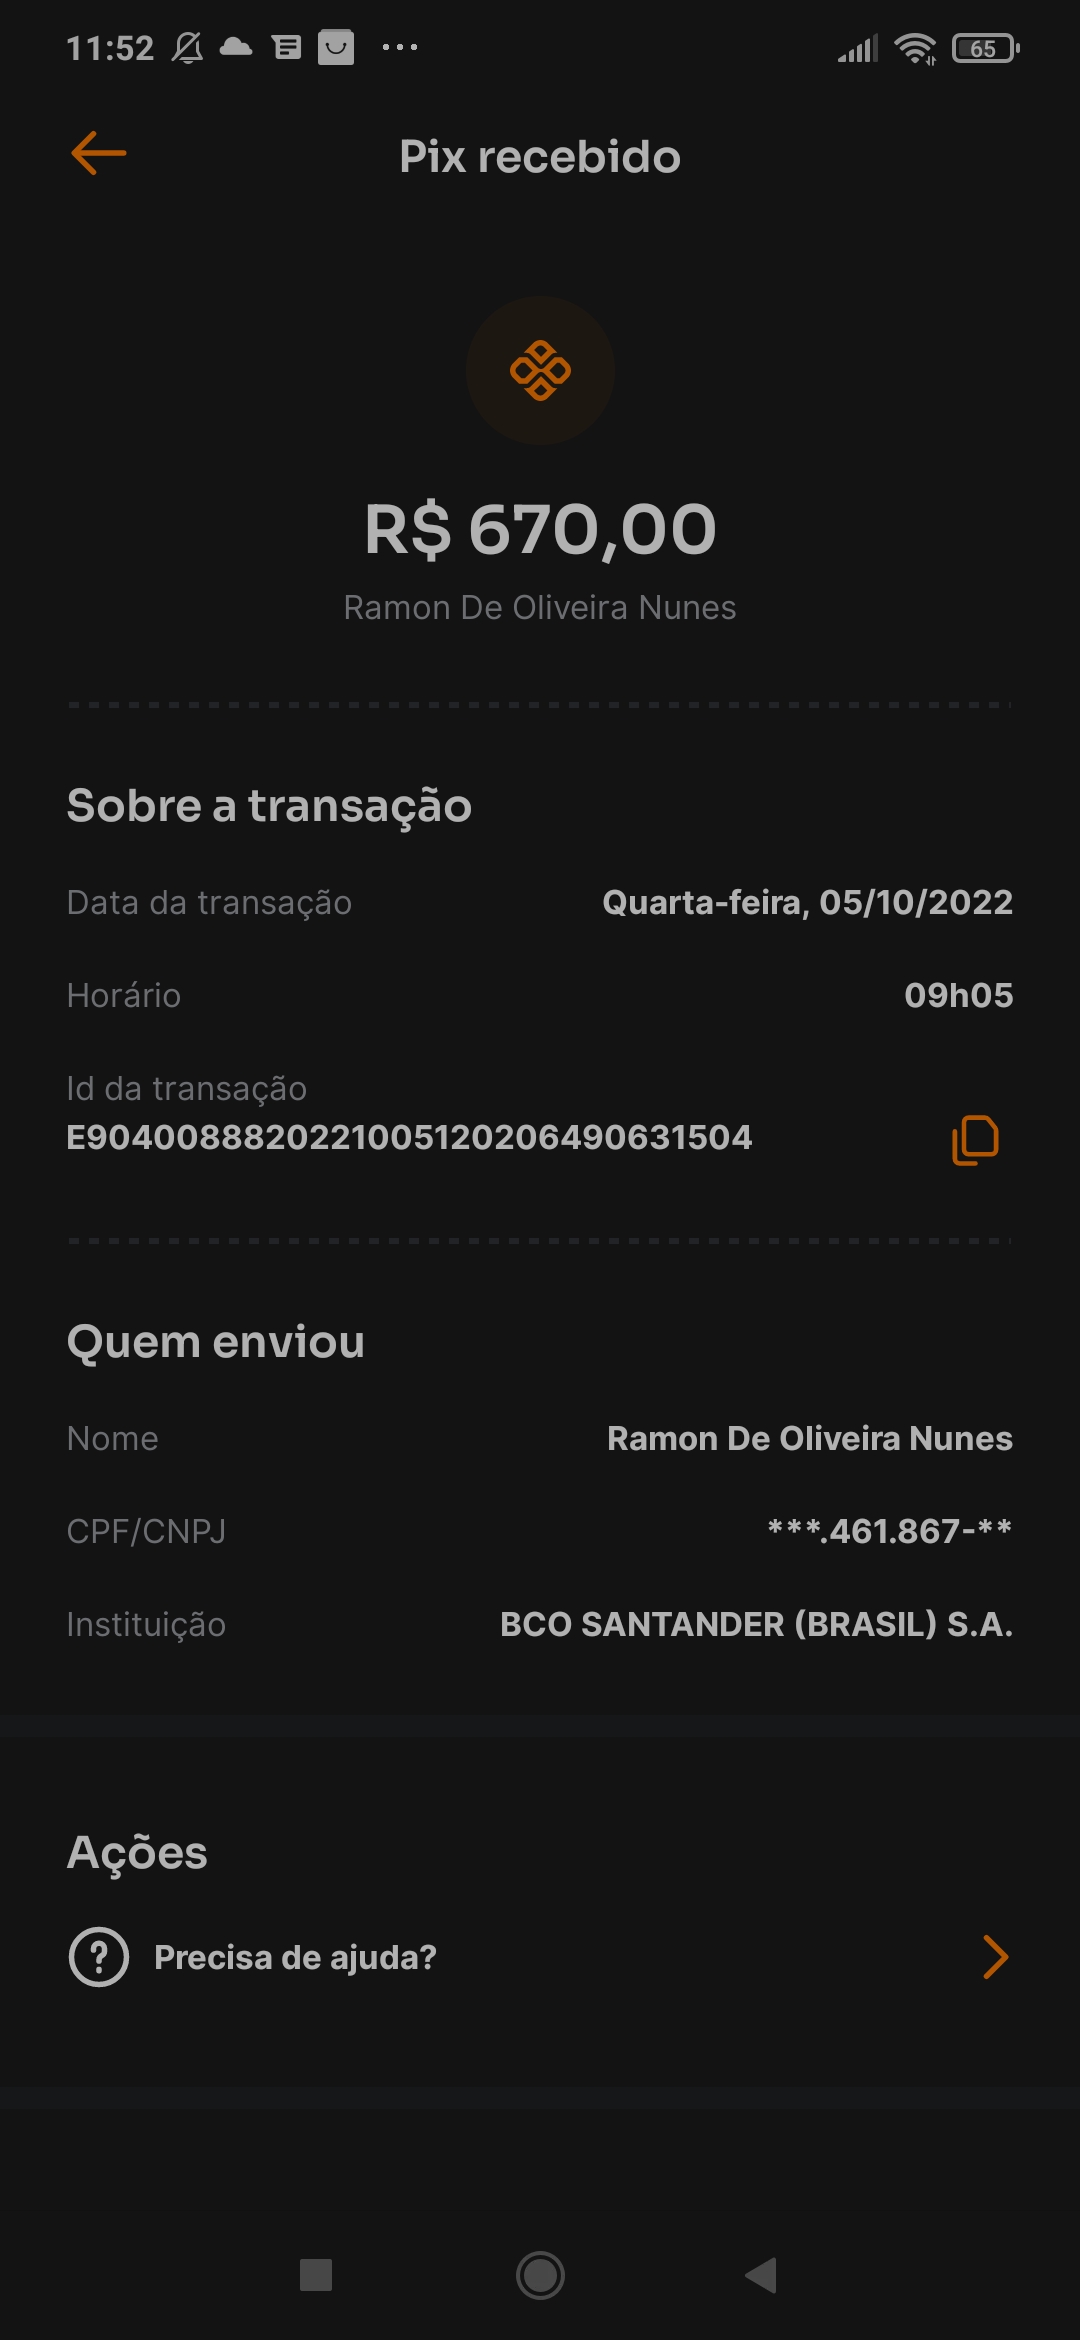 11:52
65
Pix recebido
R$ 670,00
Ramon De Oliveira Nunes
Sobre a transação
Data da transação Quarta-feira, 05/10/2022
Horário 09h05
Id da transação
E9040088820221005120206490631504
Quem enviou
Nome Ramon De Oliveira Nunes
CPF/CNPJ ***.461.867-**
Instituição BCO SANTANDER (BRASIL) S.A.
Ações
Precisa de ajuda?